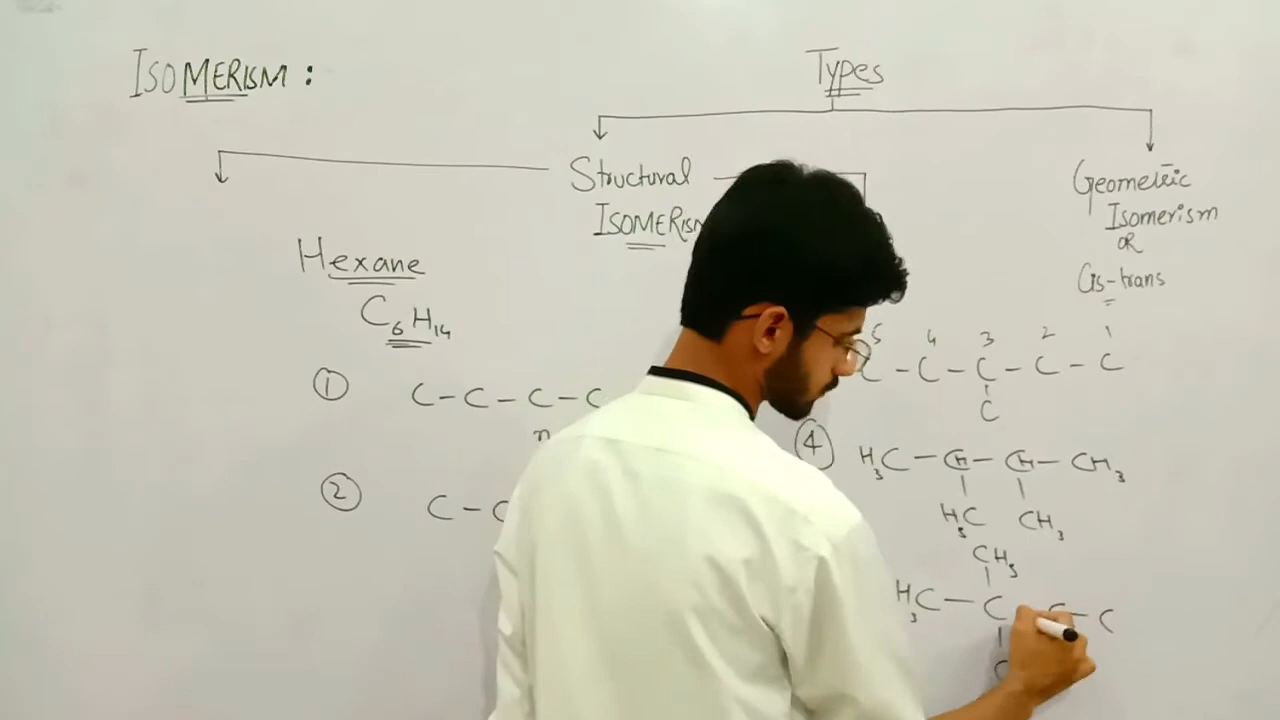 ISOMERISM :
Types
Structural
ISOMERISM
Geometric
Isomerism
OR
Cis-trans
Hexane
C6H14
① C - C - C - C
n
② C - C
5 4 3 2 1
C - C - C - C - C
C
④ H3C - CH - CH - CH3
H3C CH3
CH3
H3C - C C - C
C